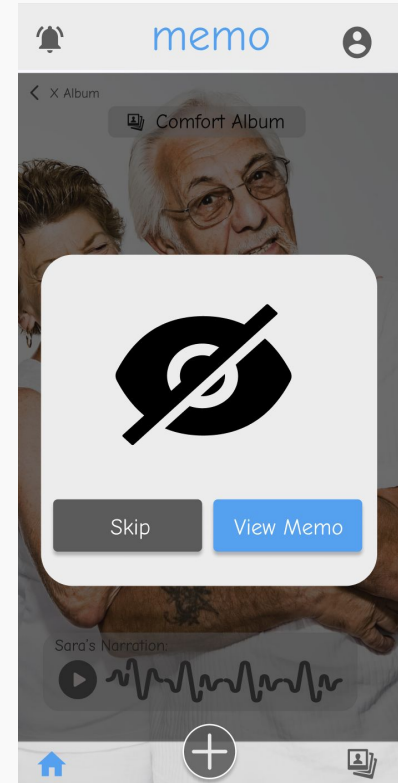 memo
X Album
Comfort Album
Skip
View Memo
Sara's Narration: